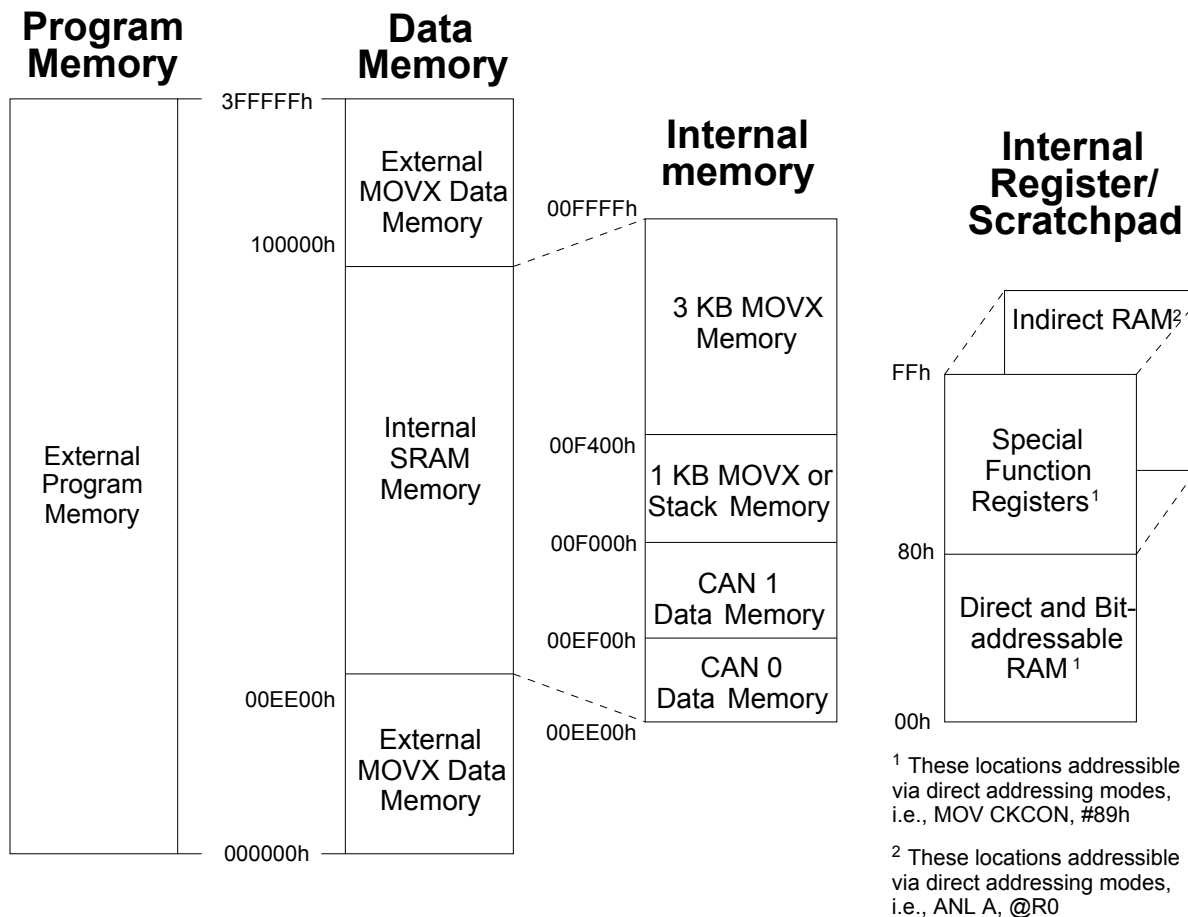 Program
Memory
External
Program
Memory
3FFFFFh
000000h
Data
Memory
External
MOVX Data
Memory
100000h
Internal
SRAM
Memory
00EE00h
External
MOVX Data
Memory
Internal
memory
00FFFFh
3 KB MOVX
Memory
00F400h
1 KB MOVX or
Stack Memory
00F000h
CAN 1
Data Memory
00EF00h
CAN 0
Data Memory
00EE00h
Internal
Register/
Scratchpad
Indirect RAM²
FFh
Special
Function
Registers¹
80h
Direct and Bit-
addressable
RAM¹
00h
¹ These locations addressible
via direct addressing modes,
i.e., MOV CKCON, #89h
² These locations addressible
via direct addressing modes,
i.e., ANL A, @R0